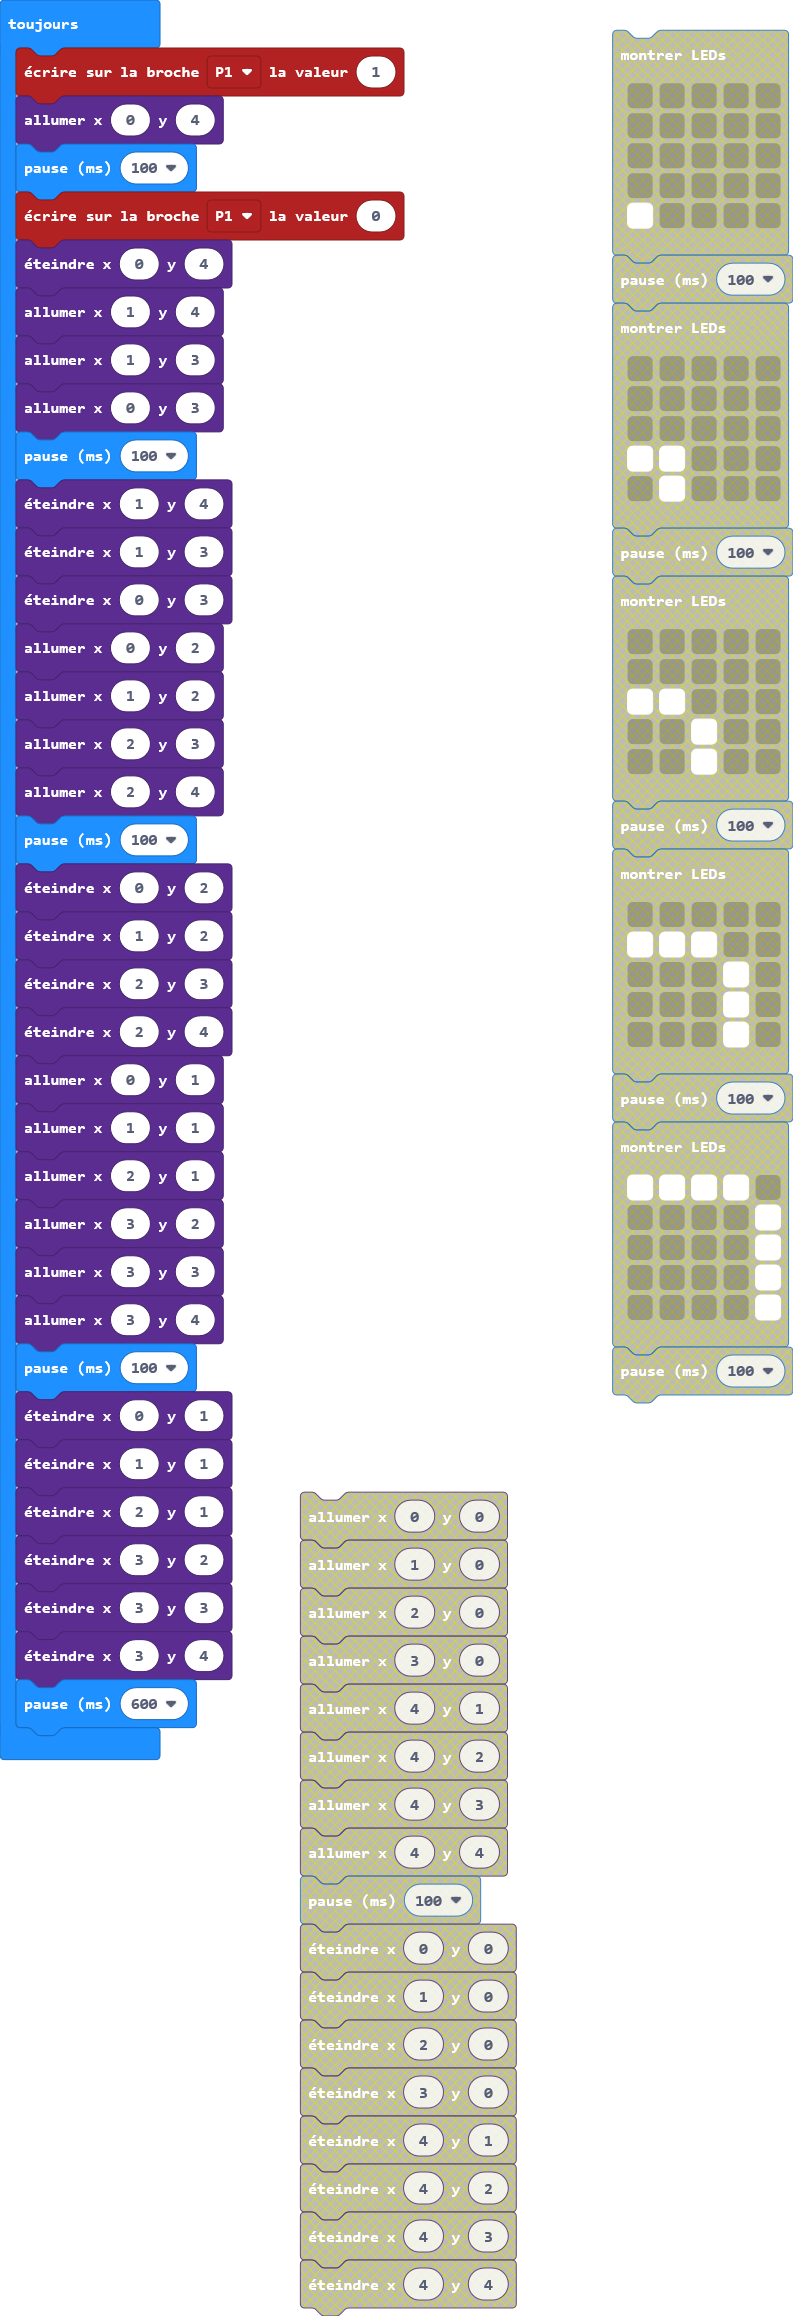 toujours
écrire sur la broche P1 la valeur 1
allumer x 0 y 4
pause (ms) 100
écrire sur la broche P1 la valeur 0
éteindre x 0 y 4
allumer x 1 y 4
allumer x 1 y 3
allumer x 0 y 3
pause (ms) 100
éteindre x 1 y 4
éteindre x 1 y 3
éteindre x 0 y 3
allumer x 0 y 2
allumer x 1 y 2
allumer x 2 y 3
allumer x 2 y 4
pause (ms) 100
éteindre x 0 y 2
éteindre x 1 y 2
éteindre x 2 y 3
éteindre x 2 y 4
allumer x 0 y 1
allumer x 1 y 1
allumer x 2 y 1
allumer x 3 y 2
allumer x 3 y 3
allumer x 3 y 4
pause (ms) 100
éteindre x 0 y 1
éteindre x 1 y 1
éteindre x 2 y 1
éteindre x 3 y 2
éteindre x 3 y 3
éteindre x 3 y 4
pause (ms) 600
allumer x 0 y 0
allumer x 1 y 0
allumer x 2 y 0
allumer x 3 y 0
allumer x 4 y 1
allumer x 4 y 2
allumer x 4 y 3
allumer x 4 y 4
pause (ms) 100
éteindre x 0 y 0
éteindre x 1 y 0
éteindre x 2 y 0
éteindre x 3 y 0
éteindre x 4 y 1
éteindre x 4 y 2
éteindre x 4 y 3
éteindre x 4 y 4
montrer LEDs
pause (ms) 100
montrer LEDs
pause (ms) 100
montrer LEDs
pause (ms) 100
montrer LEDs
pause (ms) 100
montrer LEDs
pause (ms) 100